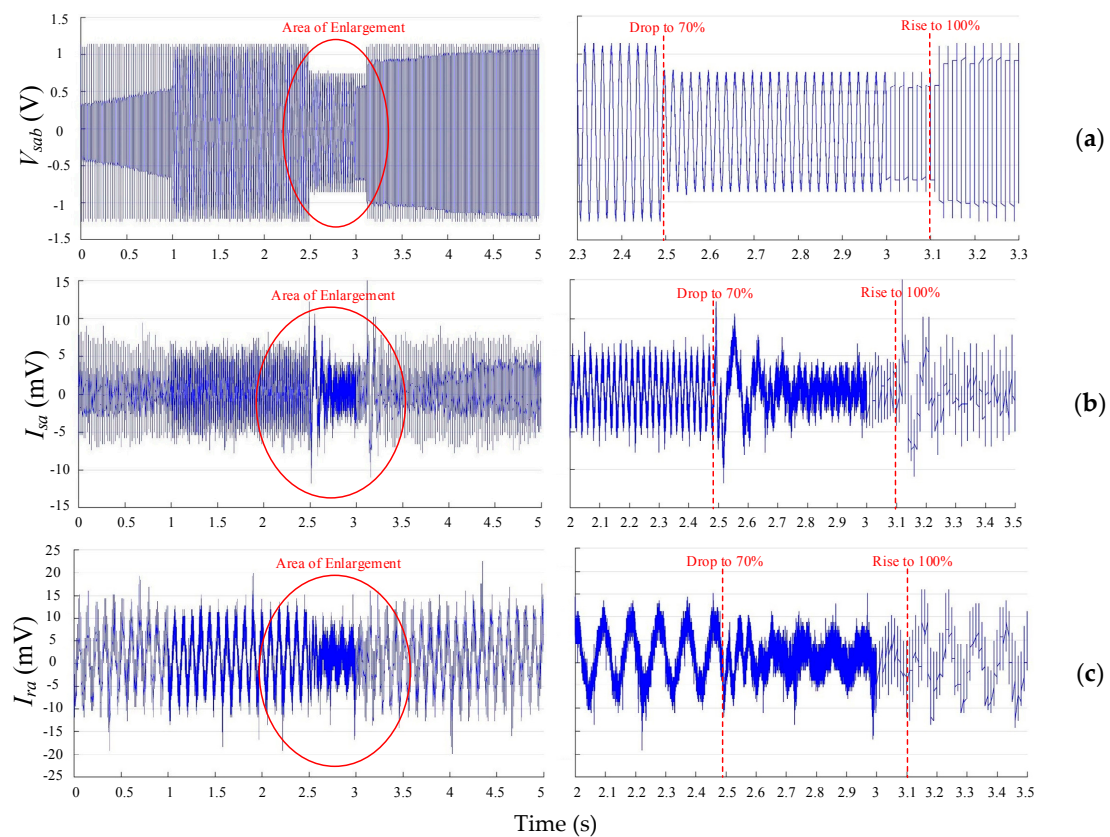 Area of Enlargement
Drop to 70%
Rise to 100%
V_sab (V)
1.5
1
0.5
0
-0.5
-1
-1.5
0 0.5 1 1.5 2 2.5 3 3.5 4 4.5 5
2.3 2.4 2.5 2.6 2.7 2.8 2.9 3 3.1 3.2 3.3
(a)
Area of Enlargement
Drop to 70%
Rise to 100%
I_sa (mV)
15
10
5
0
-5
-10
-15
0 0.5 1 1.5 2 2.5 3 3.5 4 4.5 5.0
2 2.1 2.2 2.3 2.4 2.5 2.6 2.7 2.8 2.9 3 3.1 3.2 3.3 3.4 3.5
(b)
Area of Enlargement
Drop to 70%
Rise to 100%
I_ra (mV)
25
20
15
10
5
0
-5
-10
-15
-20
-25
0 0.5 1 1.5 2 2.5 3 3.5 4 4.5 5
2 2.1 2.2 2.3 2.4 2.5 2.6 2.7 2.8 2.9 3 3.1 3.2 3.3 3.4 3.5
(c)
Time (s)